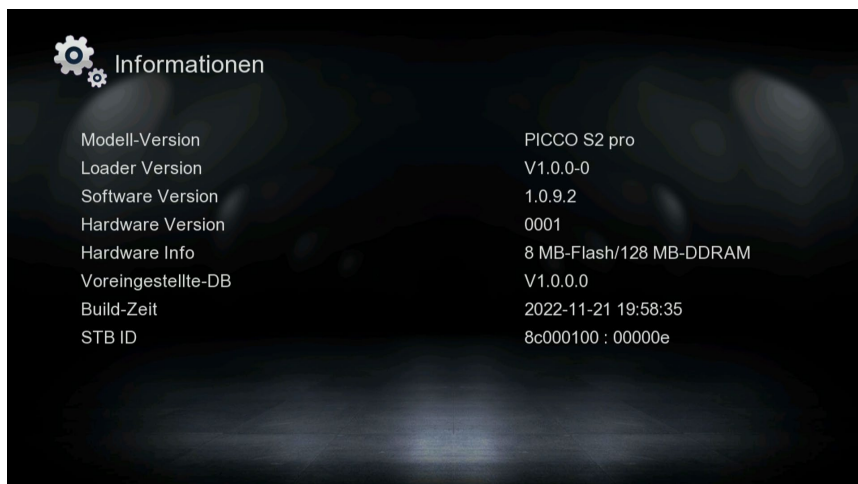 Informationen
Modell-Version PICCO S2 pro
Loader Version V1.0.0-0
Software Version 1.0.9.2
Hardware Version 0001
Hardware Info 8 MB-Flash/128 MB-DDRAM
Voreingestellte-DB V1.0.0.0
Build-Zeit 2022-11-21 19:58:35
STB ID 8c000100 : 00000e